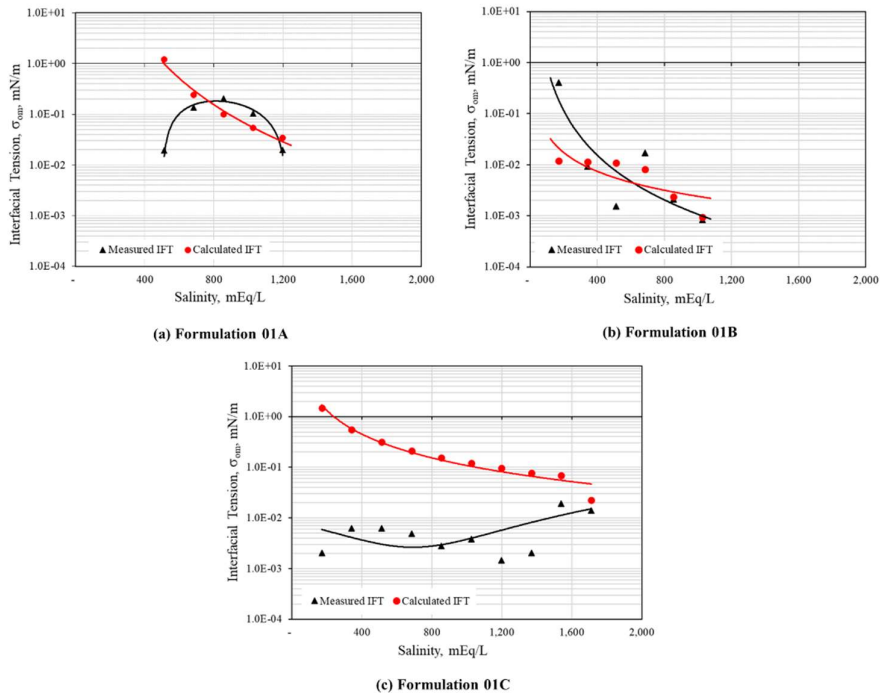 1.0E+01
1.0E+00
1.0E-01
1.0E-02
1.0E-03
1.0E-04
Interfacial Tension, σom, mN/m
Measured IFT Calculated IFT
- 400 800 1,200 1,600 2,000
Salinity, mEq/L
(a) Formulation 01A
1.0E+01
1.0E+00
1.0E-01
1.0E-02
1.0E-03
1.0E-04
Interfacial Tension, σom, mN/m
Measured IFT Calculated IFT
- 400 800 1,200 1,600 2,000
Salinity, mEq/L
(b) Formulation 01B
1.0E+01
1.0E+00
1.0E-01
1.0E-02
1.0E-03
1.0E-04
Interfacial Tension, σom, mN/m
Measured IFT Calculated IFT
- 400 800 1,200 1,600 2,000
Salinity, mEq/L
(c) Formulation 01C